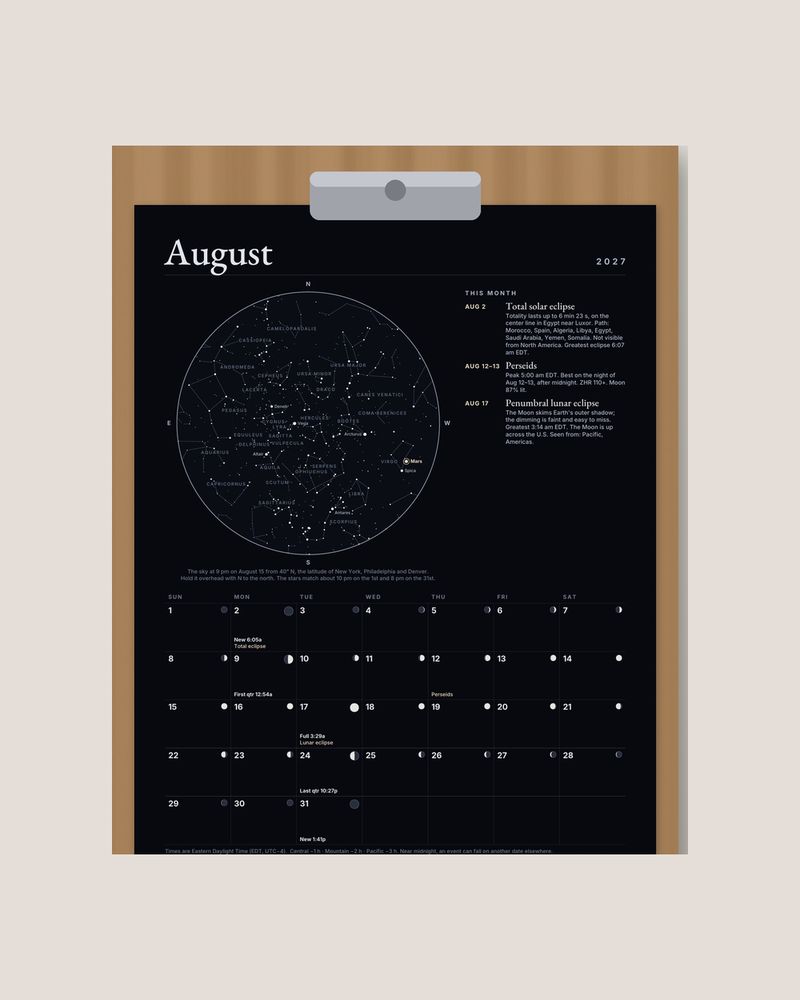 August
2027
N
THIS MONTH
AUG 2 Total solar eclipse
Totality lasts up to 6 min 23 s, on the
center line in Egypt near Luxor. Path:
Morocco, Spain, Algeria, Libya, Egypt,
Saudi Arabia, Yemen, Somalia. Not visible
from North America. Greatest eclipse 6:07
am EDT.
AUG 12–13 Perseids
Peak 5:00 am EDT. Best on the night of
Aug 12–13, after midnight. ZHR 110+. Moon
87% lit.
AUG 17 Penumbral lunar eclipse
The Moon skims Earth's outer shadow;
the dimming is faint and easy to miss.
Greatest 3:14 am EDT. The Moon is up
across the U.S. Seen from: Pacific,
Americas.
CAMELOPARDALIS
CASSIOPEIA
ANDROMEDA
URSA MAJOR
CEPHEUS
URSA MINOR
LACERTA
DRACO
CANES VENATICI
PEGASUS
Deneb
COMA BERENICES
HERCULES
CYGNUS
Vega
BOÖTES
E
W
LYRA
EQUULEUS
SAGITTA
Arcturus
DELPHINUS
VULPECULA
AQUARIUS
Altair
VIRGO
Mars
AQUILA
SERPENS
OPHIUCHUS
Spica
CAPRICORNUS
SCUTUM
LIBRA
SAGITTARIUS
Antares
SCORPIUS
S
The sky at 9 pm on August 15 from 40° N, the latitude of New York, Philadelphia and Denver.
Hold it overhead with N to the north. The stars match about 10 pm on the 1st and 8 pm on the 31st.
SUN MON TUE WED THU FRI SAT
1 2 3 4 5 6 7
New 6:05a
Total eclipse
8 9 10 11 12 13 14
First qtr 12:54a
Perseids
15 16 17 18 19 20 21
Full 3:29a
Lunar eclipse
22 23 24 25 26 27 28
Last qtr 10:27p
29 30 31
New 1:41p
Times are Eastern Daylight Time (EDT, UTC−4). Central −1 h · Mountain −2 h · Pacific −3 h. Near midnight, an event can fall on another date elsewhere.